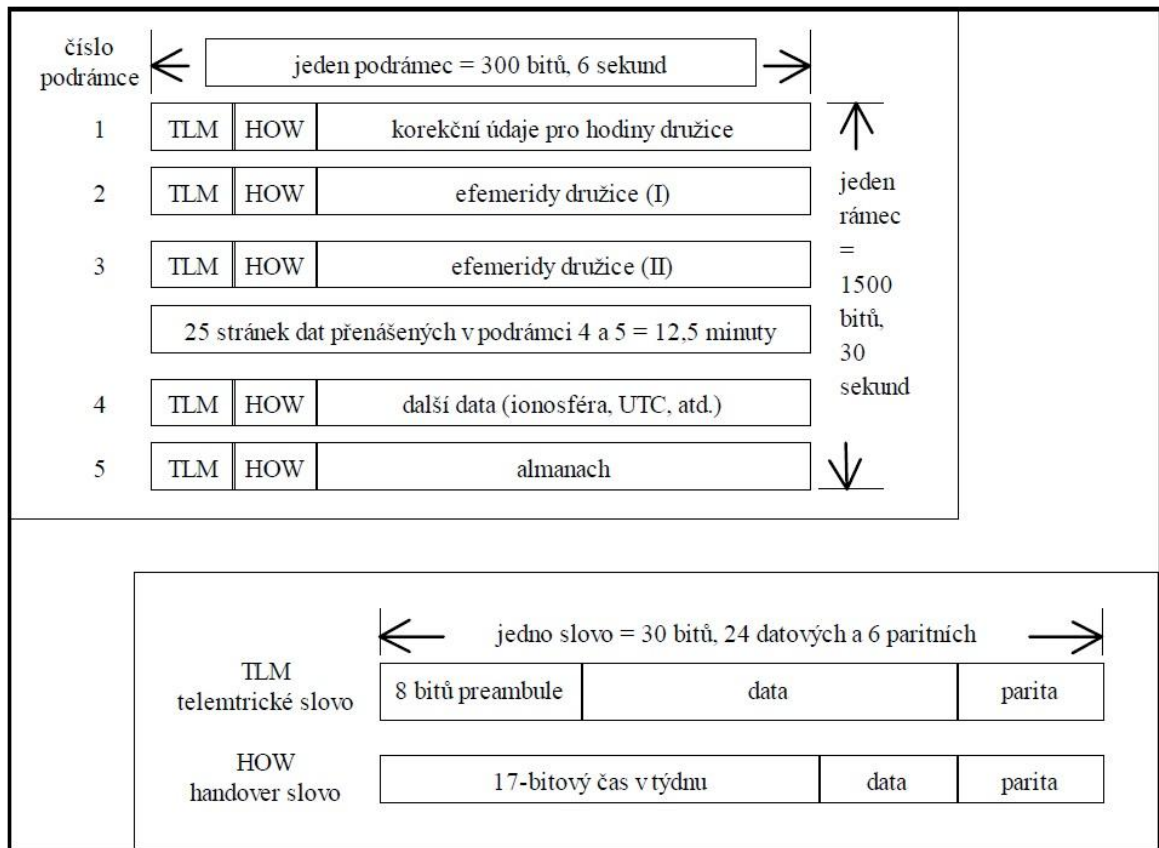 číslo
podrámce
jeden podrámec = 300 bitů, 6 sekund
1 TLM HOW korekční údaje pro hodiny družice
2 TLM HOW efemeridy družice (I)
3 TLM HOW efemeridy družice (II)
25 stránek dat přenášených v podrámci 4 a 5 = 12,5 minuty
4 TLM HOW další data (ionosféra, UTC, atd.)
5 TLM HOW almanach
jeden
rámec
=
1500
bitů,
30
sekund
jedno slovo = 30 bitů, 24 datových a 6 paritních
TLM
telemtrické slovo
8 bitů preambule data parita
HOW
handover slovo
17-bitový čas v týdnu data parita